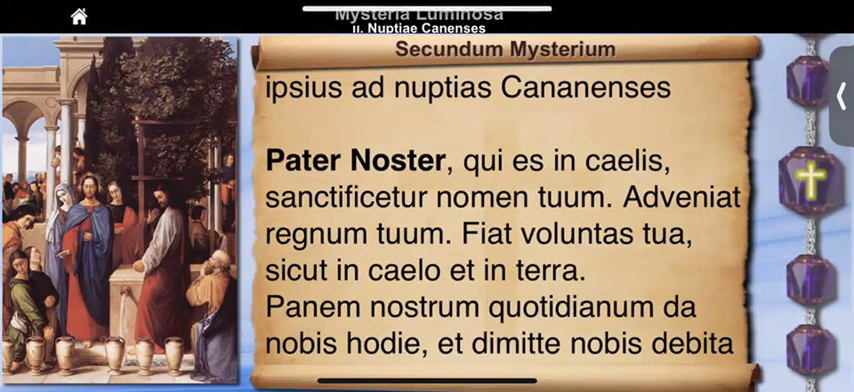 Mysteria Luminosa
II. Nuptiae Canenses
Secundum Mysterium
ipsius ad nuptias Cananenses
Pater Noster, qui es in caelis,
sanctificetur nomen tuum. Adveniat
regnum tuum. Fiat voluntas tua,
sicut in caelo et in terra.
Panem nostrum quotidianum da
nobis hodie, et dimitte nobis debita